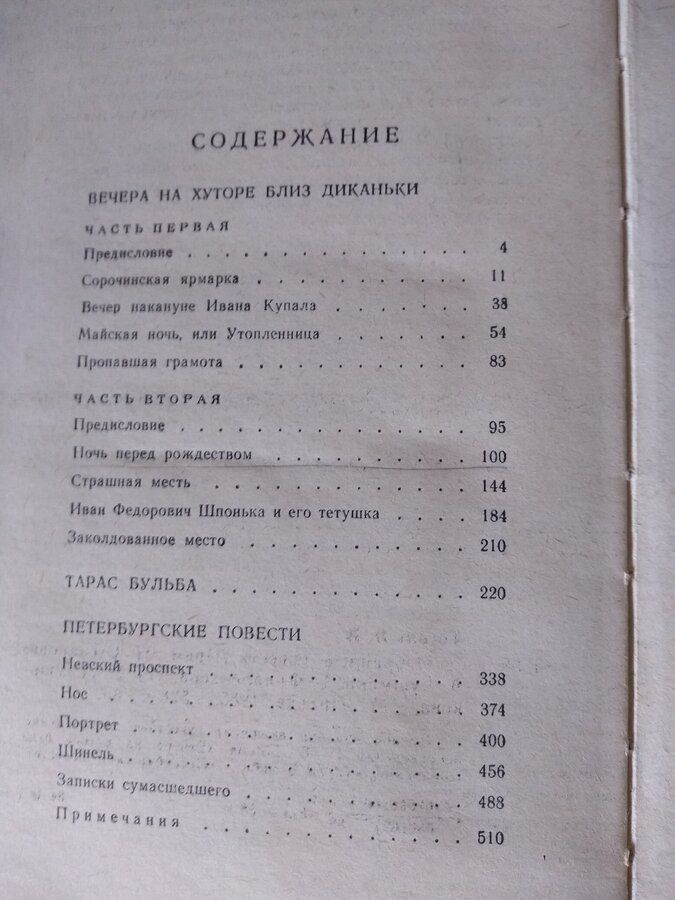 СОДЕРЖАНИЕ
ВЕЧЕРА НА ХУТОРЕ БЛИЗ ДИКАНЬКИ
ЧАСТЬ ПЕРВАЯ
Предисловие . . . . . . . . . . . . . . . 4
Сорочинская ярмарка . . . . . . . . . . . 11
Вечер накануне Ивана Купала . . . . . . . 38
Майская ночь, или Утопленница . . . . . . 54
Пропавшая грамота . . . . . . . . . . . . 83
ЧАСТЬ ВТОРАЯ
Предисловие . . . . . . . . . . . . . . . 95
Ночь перед рождеством . . . . . . . . . . 100
Страшная месть . . . . . . . . . . . . . 144
Иван Федорович Шпонька и его тетушка . . . . 184
Заколдованное место . . . . . . . . . . . 210
ТАРАС БУЛЬБА . . . . . . . . . . . . . 220
ПЕТЕРБУРГСКИЕ ПОВЕСТИ
Невский проспект . . . . . . . . . . . . 338
Нос . . . . . . . . . . . . . . . . . 374
Портрет . . . . . . . . . . . . . . . 400
Шинель . . . . . . . . . . . . . . . . 456
Записки сумасшедшего . . . . . . . . . . 488
Примечания . . . . . . . . . . . . . 510